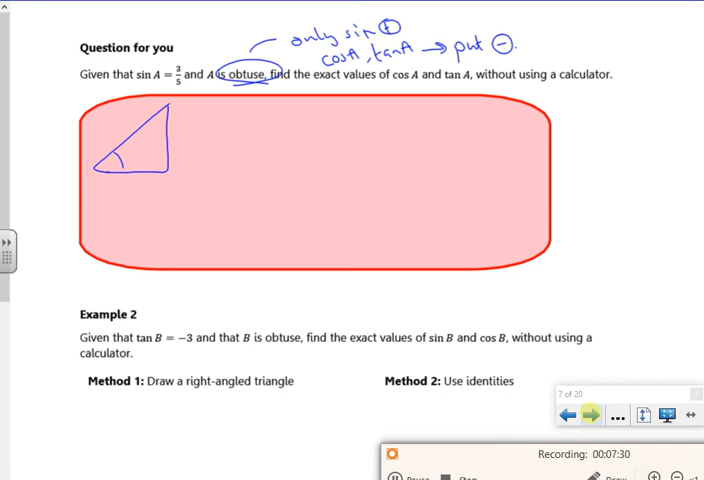 only sin ⊕
Question for you
cosA, tanA → put ⊖.
Given that sin A = 3/5 and A is obtuse, find the exact values of cos A and tan A, without using a calculator.
Example 2
Given that tan B = −3 and that B is obtuse, find the exact values of sin B and cos B, without using a
calculator.
Method 1: Draw a right-angled triangle
Method 2: Use identities
7 of 20
...
Recording: 00:07:30
Pause
Stop
Draw
x1